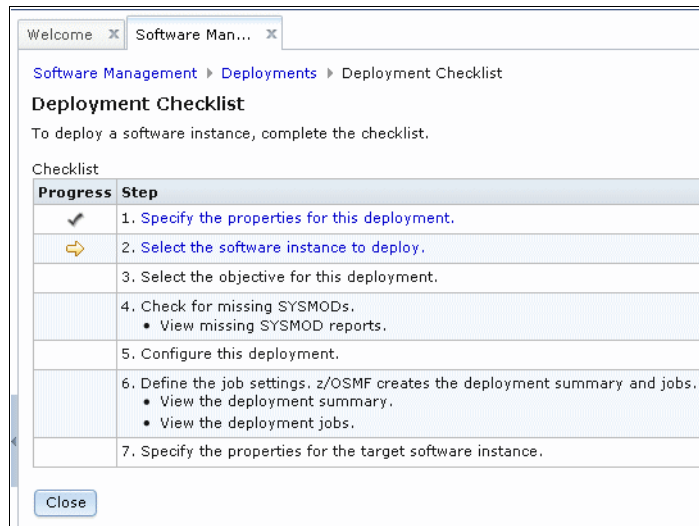 Welcome X Software Man... X
Software Management ▸ Deployments ▸ Deployment Checklist
Deployment Checklist
To deploy a software instance, complete the checklist.
Checklist
Progress Step
1. Specify the properties for this deployment.
2. Select the software instance to deploy.
3. Select the objective for this deployment.
4. Check for missing SYSMODs.
• View missing SYSMOD reports.
5. Configure this deployment.
6. Define the job settings. z/OSMF creates the deployment summary and jobs.
• View the deployment summary.
• View the deployment jobs.
7. Specify the properties for the target software instance.
Close